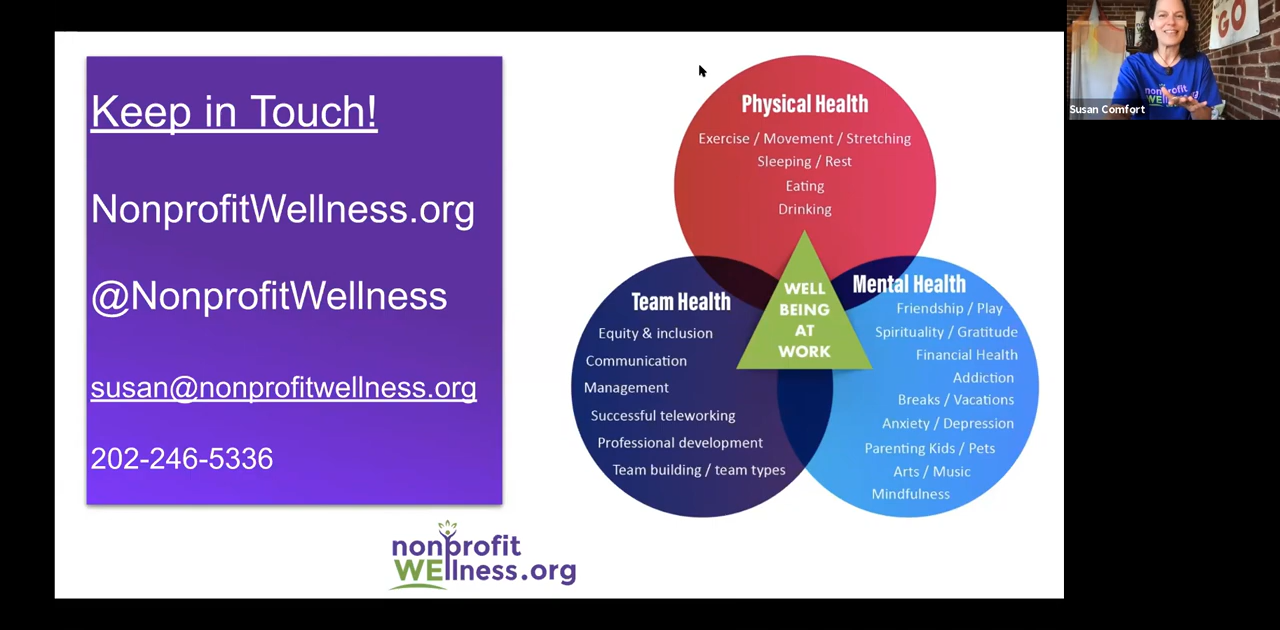 Keep in Touch!
NonprofitWellness.org
@NonprofitWellness
susan@nonprofitwellness.org
202-246-5336
Physical Health
Exercise / Movement / Stretching
Sleeping / Rest
Eating
Drinking
Team Health
Equity & inclusion
Communication
Management
Successful teleworking
Professional development
Team building / team types
WELL
BEING
AT
WORK
Mental Health
Friendship / Play
Spirituality / Gratitude
Financial Health
Addiction
Breaks / Vacations
Anxiety / Depression
Parenting Kids / Pets
Arts / Music
Mindfulness
nonprofit
WEllness.org
GO
nonprofit
Susan Comfort